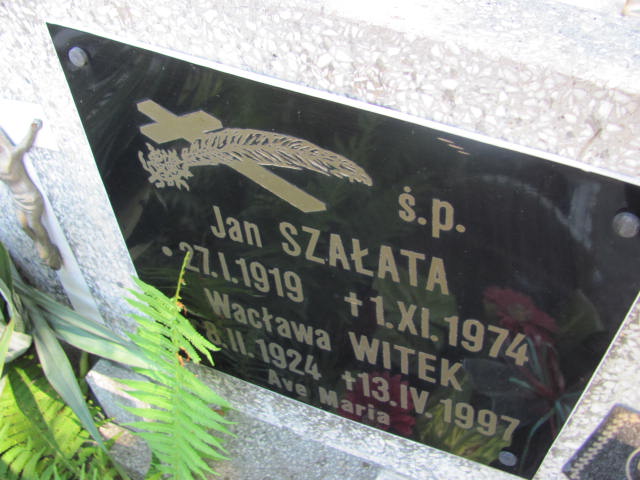 ś.p.
Jan SZAŁATA
27.I.1919 +1.XI.1974
Wacława WITEK
8.II.1924 +13.IV.1997
Ave Maria